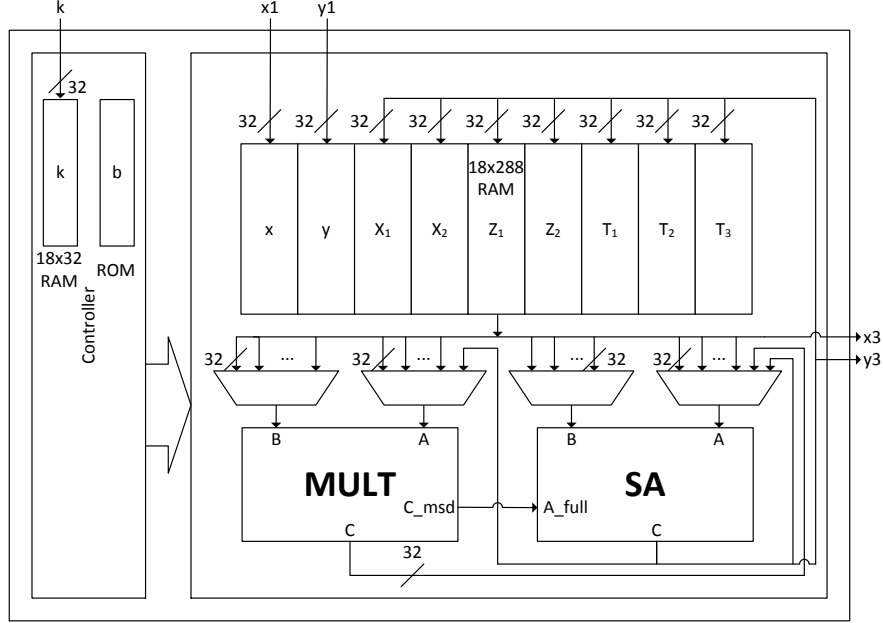 k
x1
y1
32
32
32
32
32
32
32
32
32
32
k
b
18x32
RAM
ROM
Controller
18x288
RAM
x
y
X₁
X₂
Z₁
Z₂
T₁
T₂
T₃
x3
y3
32
...
32
...
...
32
32
...
B
A
B
A
MULT
SA
C_msd
A_full
C
C
32